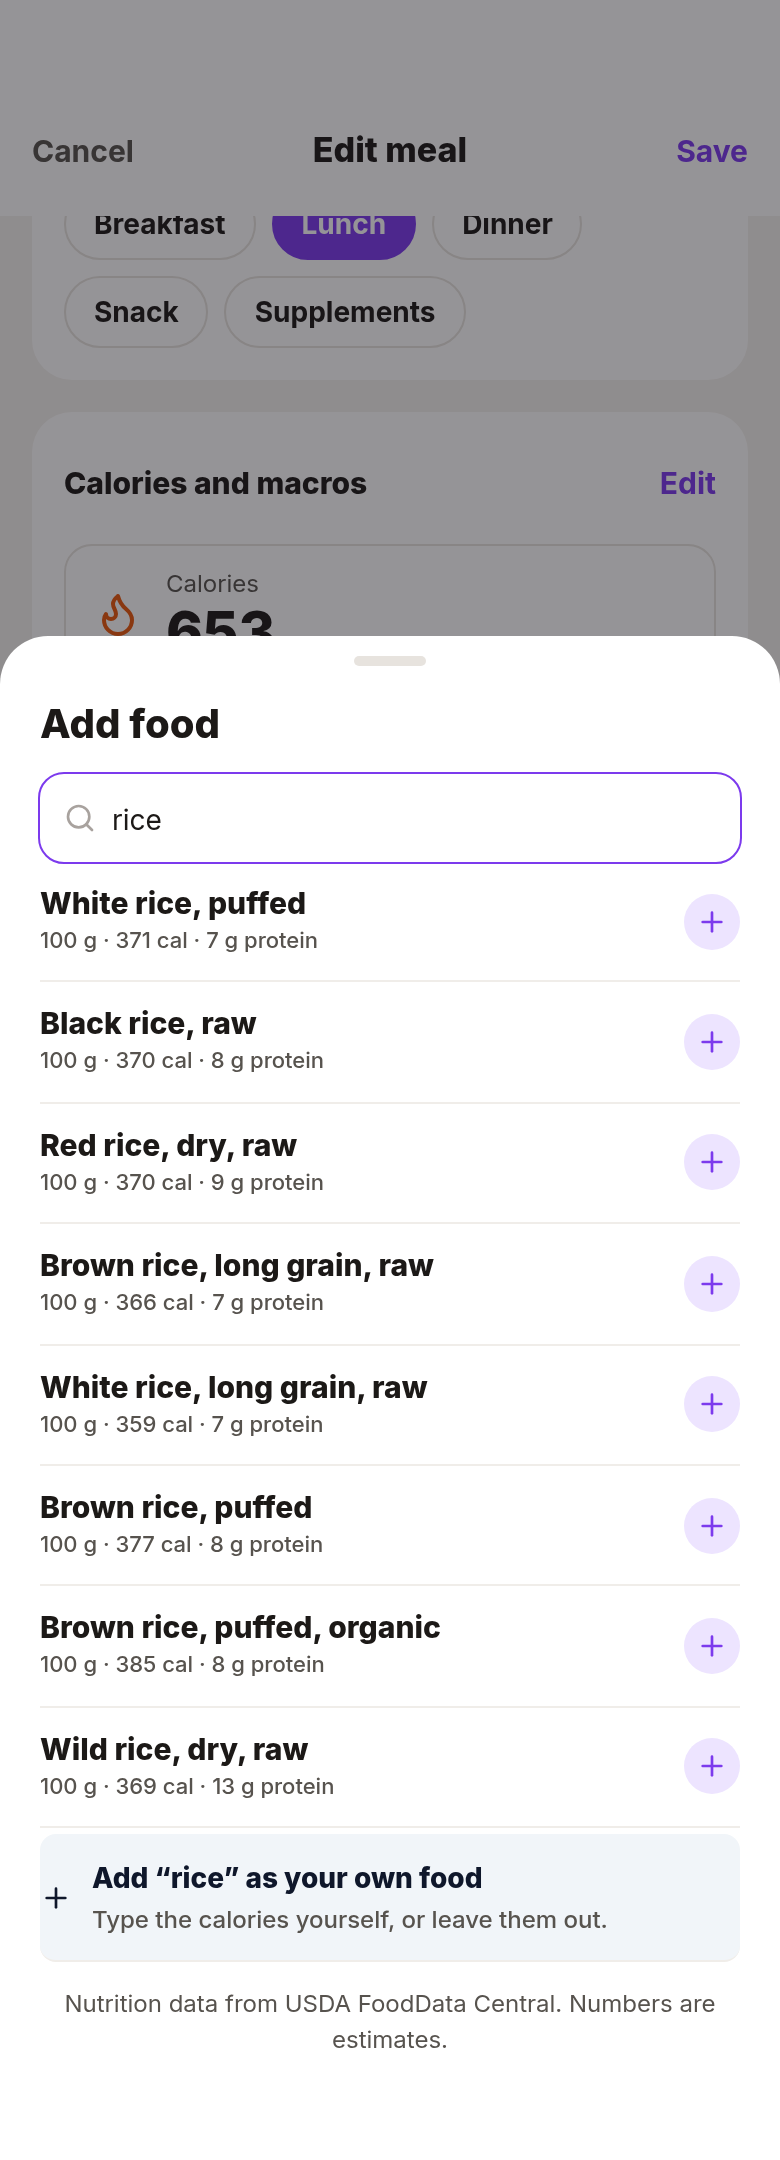 Cancel
Edit meal
Save
Breakfast
Lunch
Dinner
Snack
Supplements
Calories and macros
Edit
Calories
653
Add food
rice
White rice, puffed
100 g · 371 cal · 7 g protein
Black rice, raw
100 g · 370 cal · 8 g protein
Red rice, dry, raw
100 g · 370 cal · 9 g protein
Brown rice, long grain, raw
100 g · 366 cal · 7 g protein
White rice, long grain, raw
100 g · 359 cal · 7 g protein
Brown rice, puffed
100 g · 377 cal · 8 g protein
Brown rice, puffed, organic
100 g · 385 cal · 8 g protein
Wild rice, dry, raw
100 g · 369 cal · 13 g protein
Add “rice” as your own food
Type the calories yourself, or leave them out.
Nutrition data from USDA FoodData Central. Numbers are
estimates.